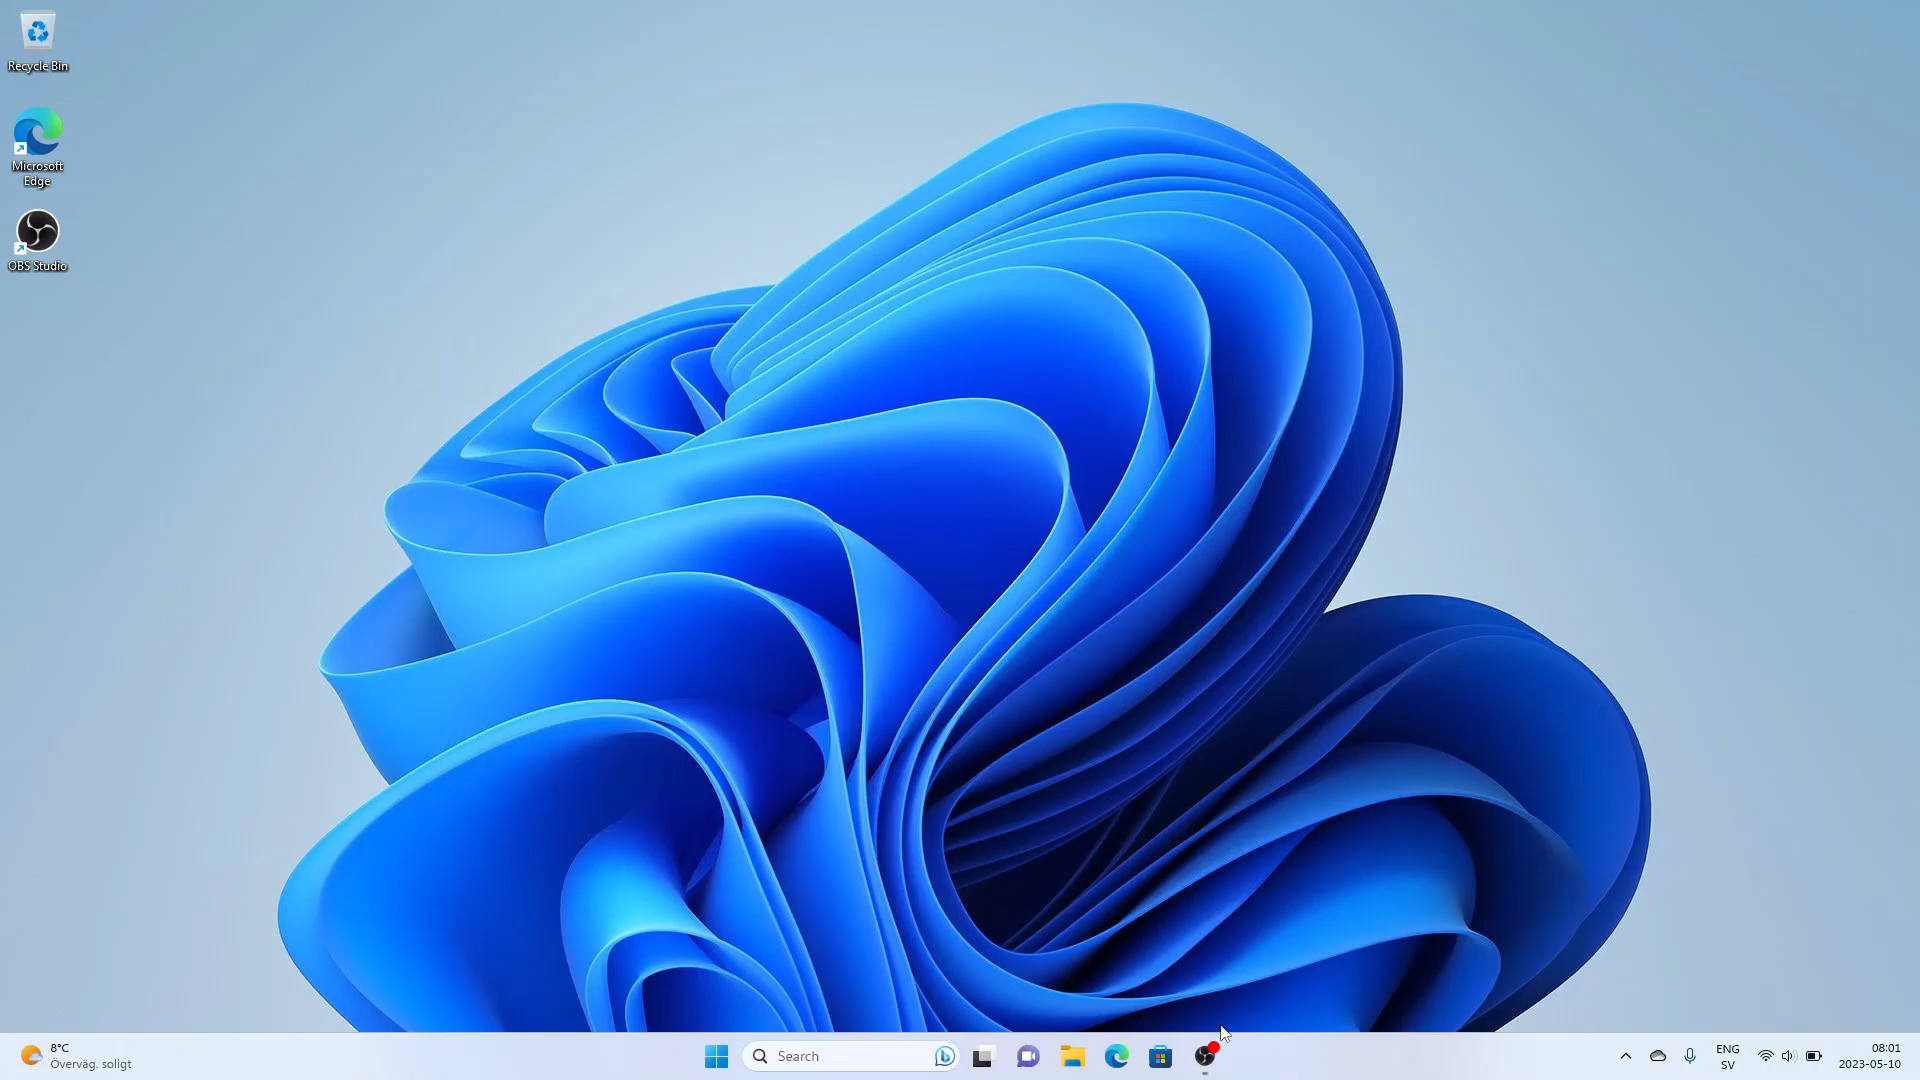 Recycle Bin
Microsoft
Edge
OBS Studio
8°C
Överväg. soligt
Search
ENG
SV
08:01
2023-05-10